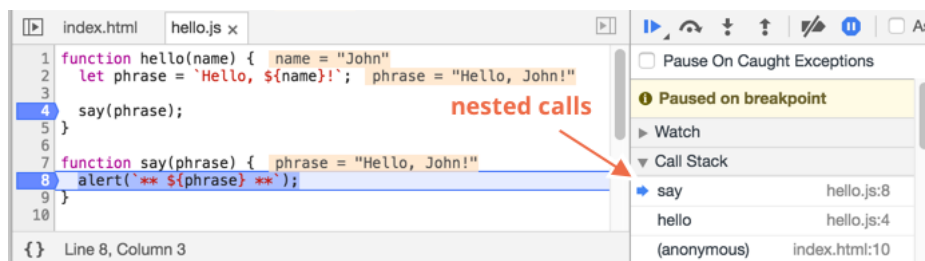 index.html hello.js ×
1 function hello(name) { name = "John"
2 let phrase = `Hello, ${name}!`; phrase = "Hello, John!"
3
4 say(phrase);
5 }
6
7 function say(phrase) { phrase = "Hello, John!"
8 alert(`** ${phrase} **`);
9 }
10
{ } Line 8, Column 3
nested calls
Pause On Caught Exceptions
Paused on breakpoint
Watch
Call Stack
say hello.js:8
hello hello.js:4
(anonymous) index.html:10